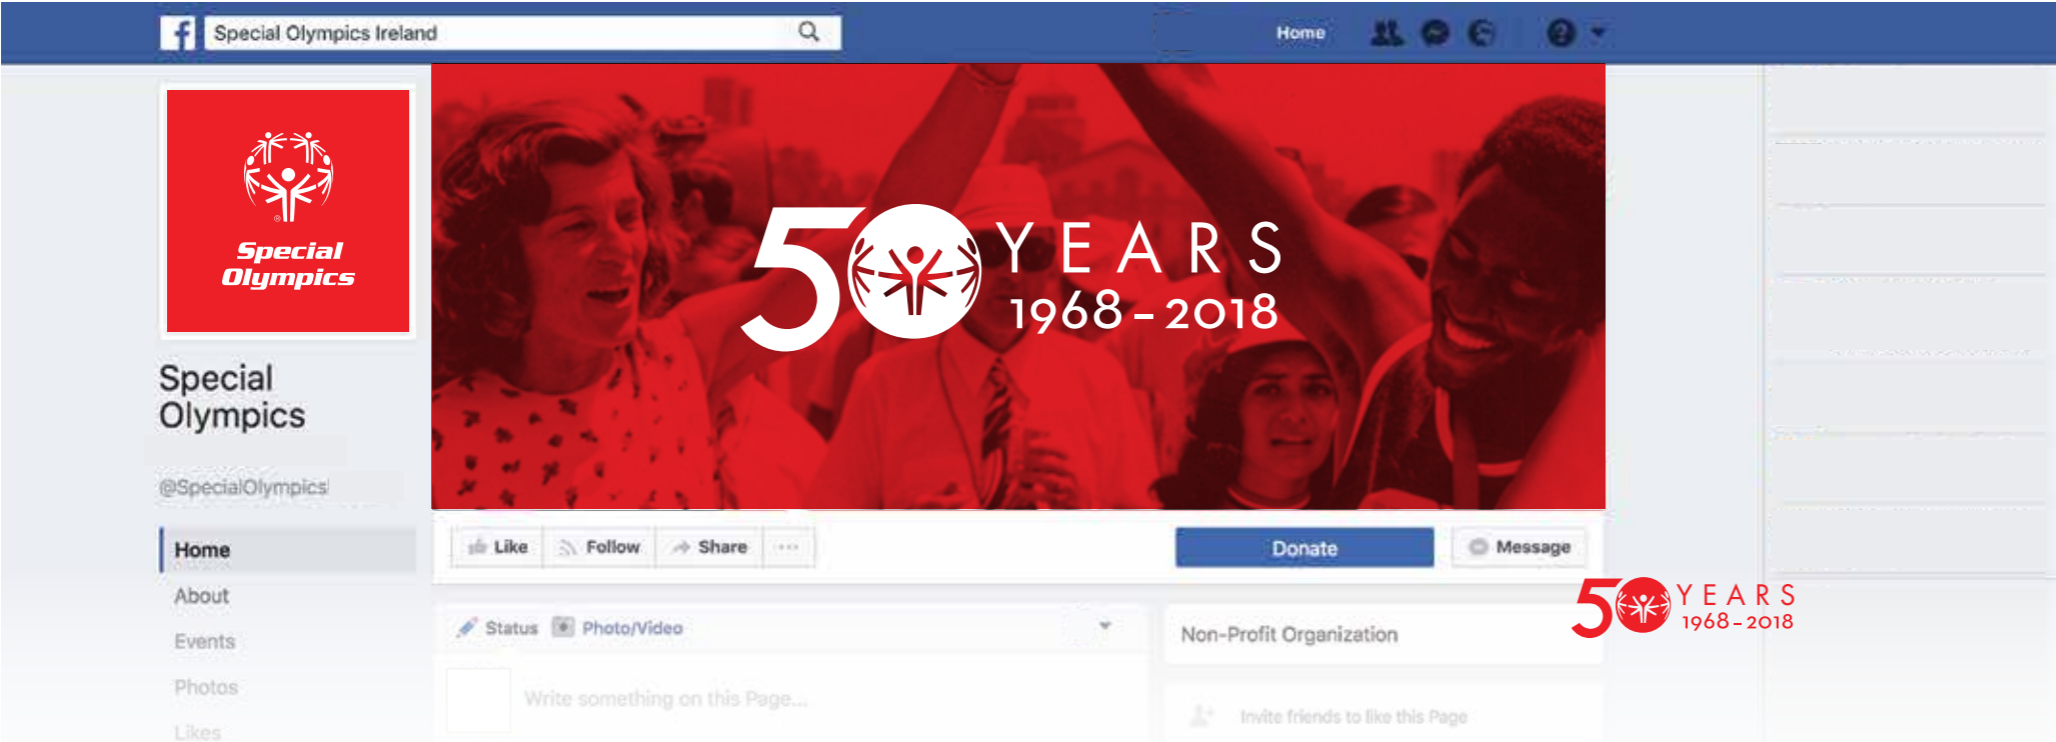 f
Special Olympics Ireland
Home
Special
Olympics
®
50 YEARS
1968-2018
Special
Olympics
@SpecialOlympics
Home
About
Events
Photos
Likes
Like
Follow
Share
...
Donate
Message
Status
Photo/Video
Write something on this Page...
Non-Profit Organization
Invite friends to like this Page
50 YEARS
1968-2018